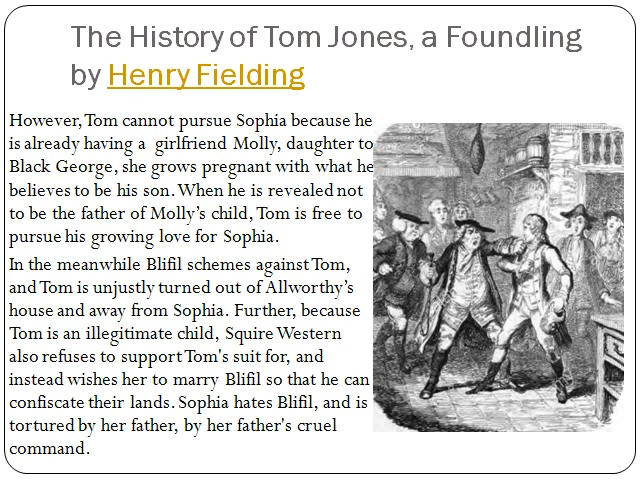 The History of Tom Jones, a Foundling
by Henry Fielding
However, Tom cannot pursue Sophia because he
is already having a girlfriend Molly, daughter to
Black George, she grows pregnant with what he
believes to be his son. When he is revealed not
to be the father of Molly's child, Tom is free to
pursue his growing love for Sophia.
In the meanwhile Blifil schemes against Tom,
and Tom is unjustly turned out of Allworthy's
house and away from Sophia. Further, because
Tom is an illegitimate child, Squire Western
also refuses to support Tom's suit for, and
instead wishes her to marry Blifil so that he can
confiscate their lands. Sophia hates Blifil, and is
tortured by her father, by her father's cruel
command.